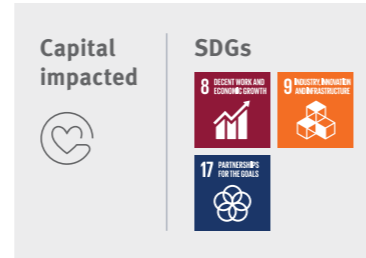 Capital
impacted
SDGs
8 DECENT WORK AND
ECONOMIC GROWTH
9 INDUSTRY, INNOVATION
AND INFRASTRUCTURE
17 PARTNERSHIPS
FOR THE GOALS